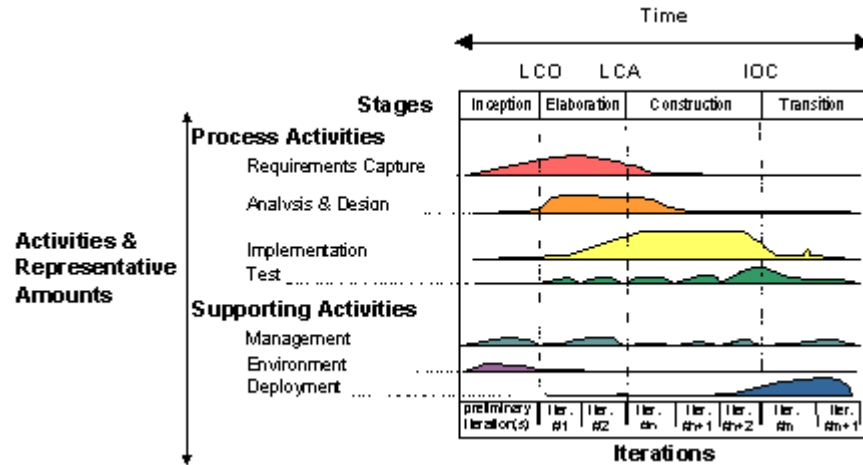 Time
LCO LCA IOC
Stages Inception Elaboration Construction Transition
Process Activities
Requirements Capture
Analysis & Design
Implementation
Test
Supporting Activities
Management
Environment
Deployment
Activities &
Representative
Amounts
preliminary iteration(s)
Iter. #1
Iter. #2
Iter. #n
Iter. #n+1
Iter. #n+2
Iter. #m
Iter. #m+1
Iterations